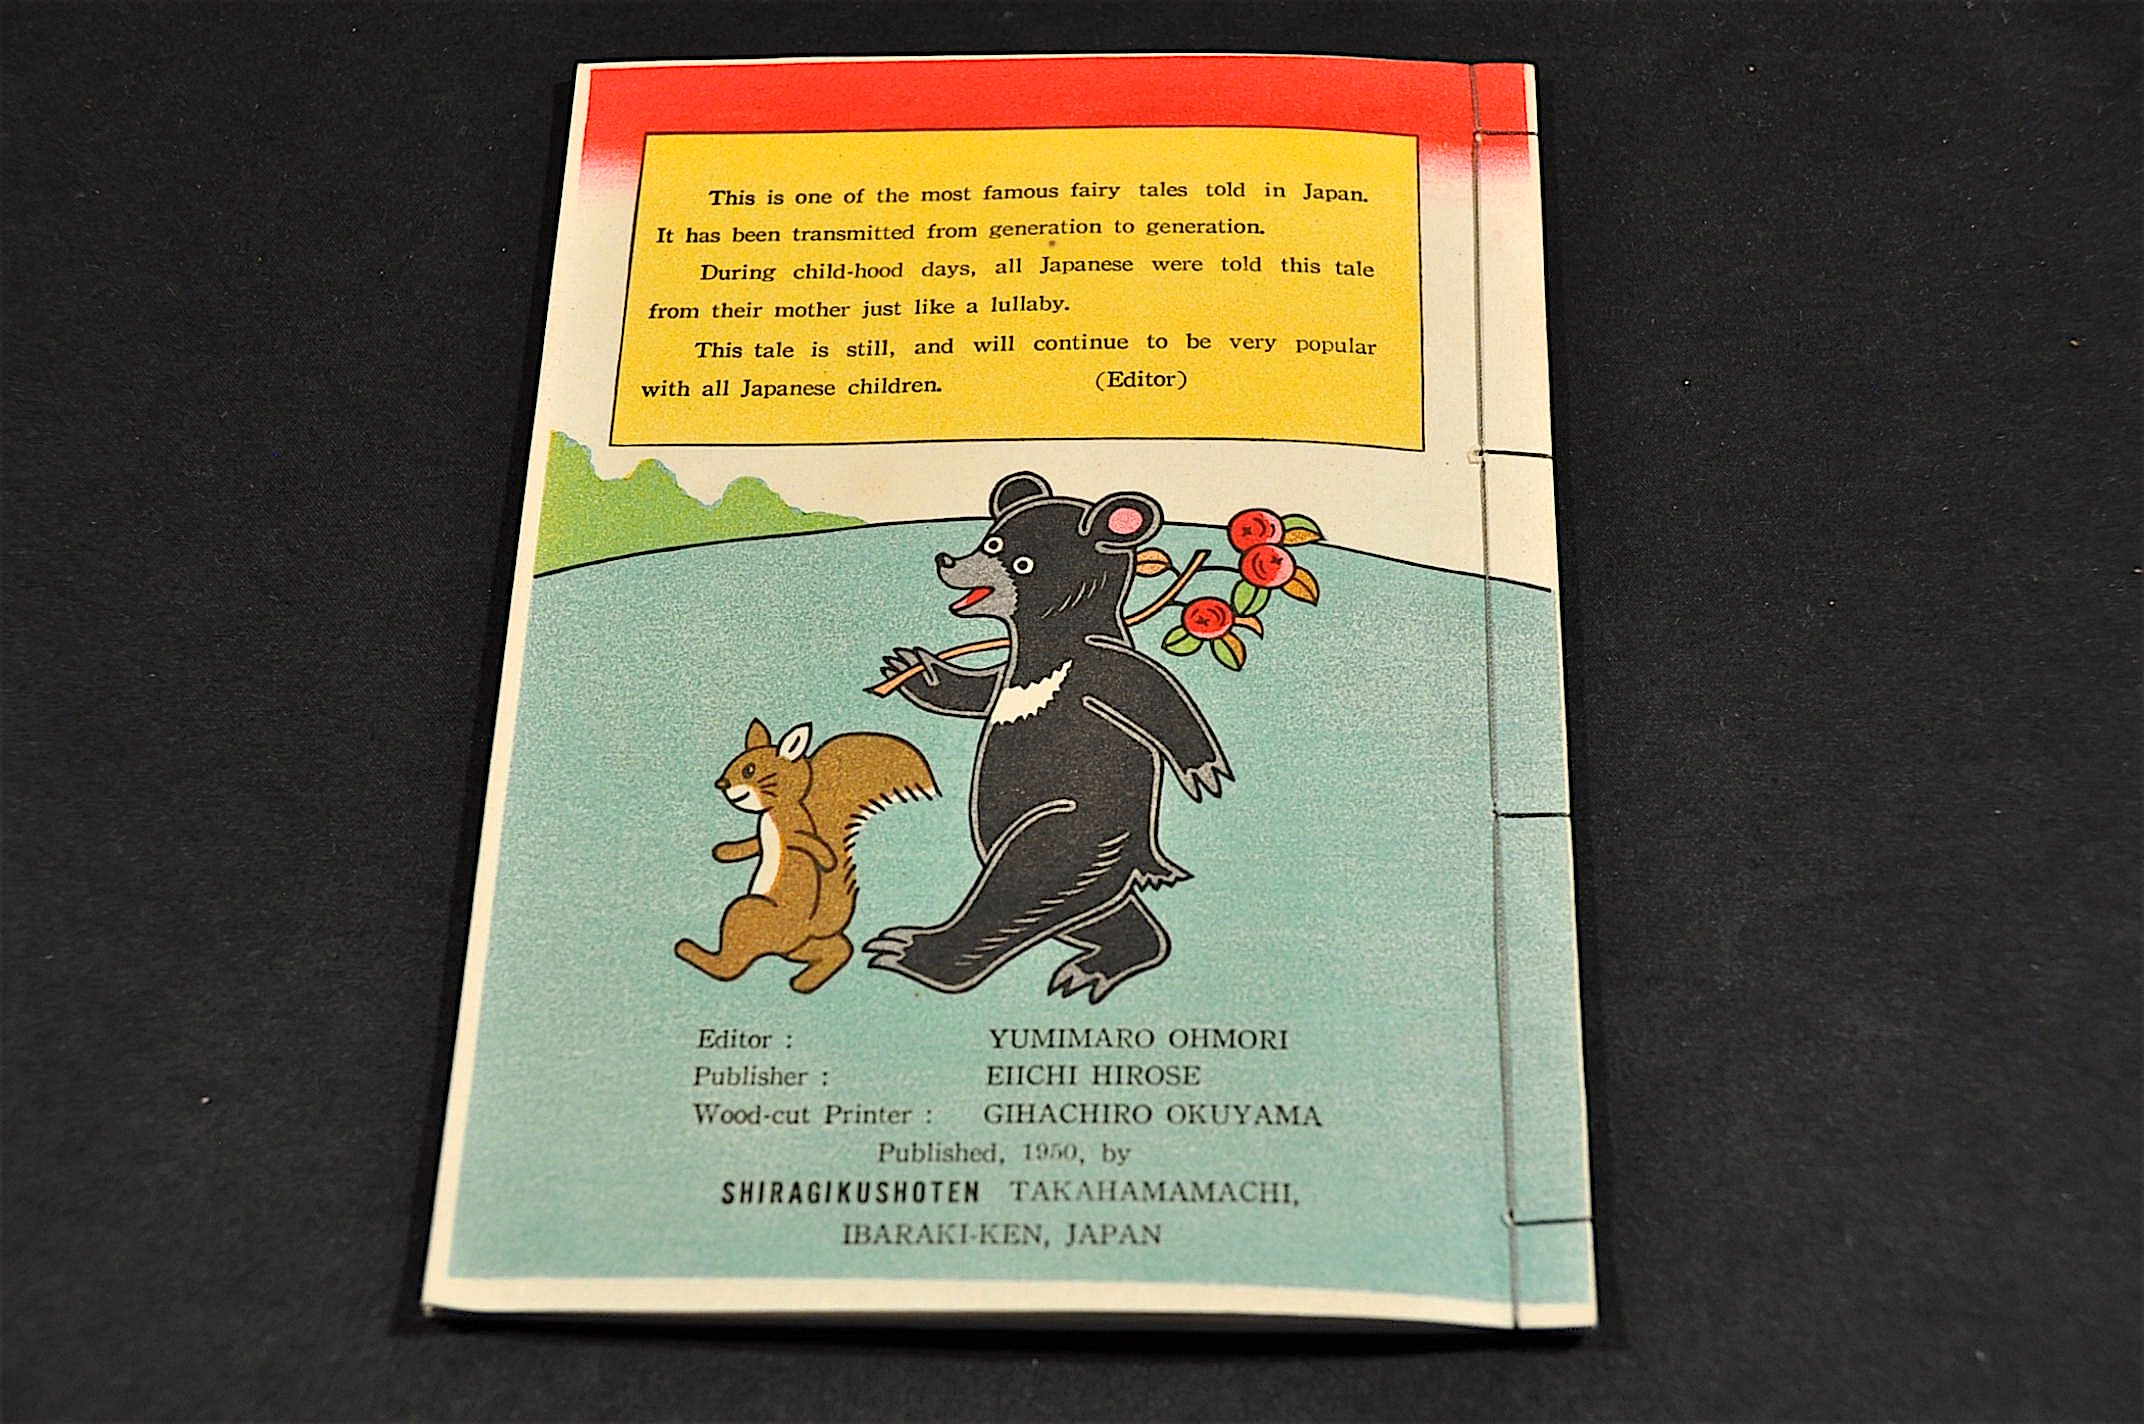 This is one of the most famous fairy tales told in Japan.
It has been transmitted from generation to generation.
During child-hood days, all Japanese were told this tale
from their mother just like a lullaby.
This tale is still, and will continue to be very popular
with all Japanese children. (Editor)
Editor : YUMIMARO OHMORI
Publisher : EIICHI HIROSE
Wood-cut Printer : GIHACHIRO OKUYAMA
Published, 1950, by
SHIRAGIKUSHOTEN TAKAHAMAMACHI,
IBARAKI-KEN, JAPAN